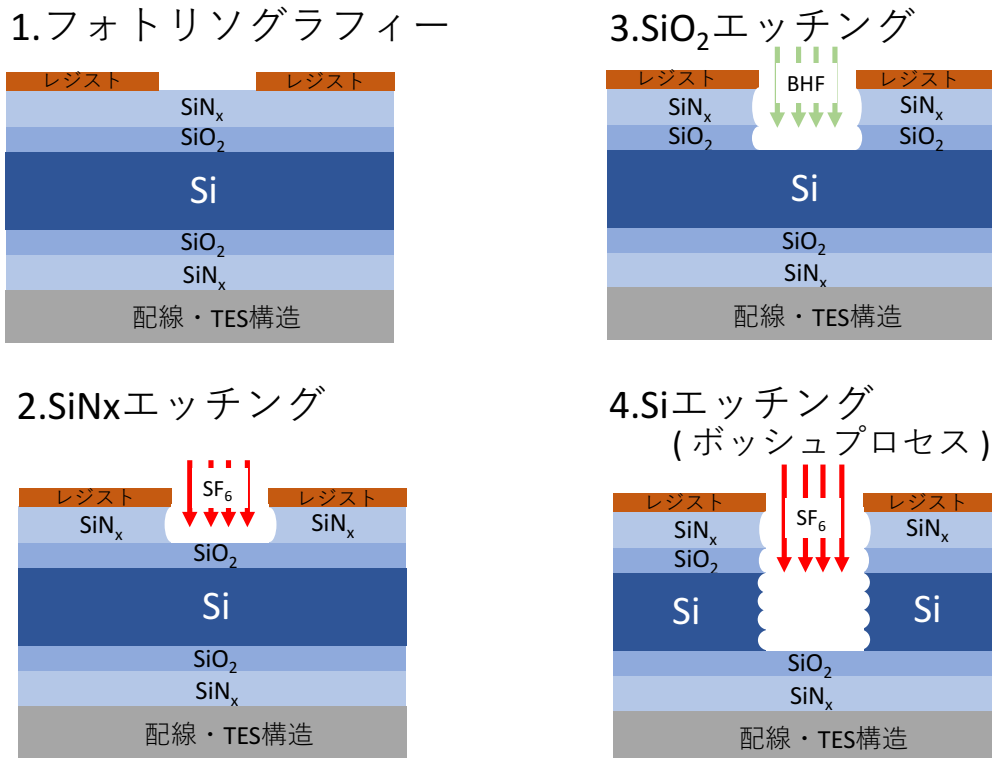 1.フォトリソグラフィー
レジスト
レジスト
SiNₓ
SiO₂
Si
SiO₂
SiNₓ
配線・TES構造
2.SiNxエッチング
SF₆
レジスト
レジスト
SiNₓ
SiNₓ
SiO₂
Si
SiO₂
SiNₓ
配線・TES構造
3.SiO₂エッチング
レジスト
BHF
レジスト
SiNₓ
SiNₓ
SiO₂
SiO₂
Si
SiO₂
SiNₓ
配線・TES構造
4.Siエッチング
(ボッシュプロセス)
レジスト
レジスト
SF₆
SiNₓ
SiNₓ
SiO₂
Si
Si
SiO₂
SiNₓ
配線・TES構造